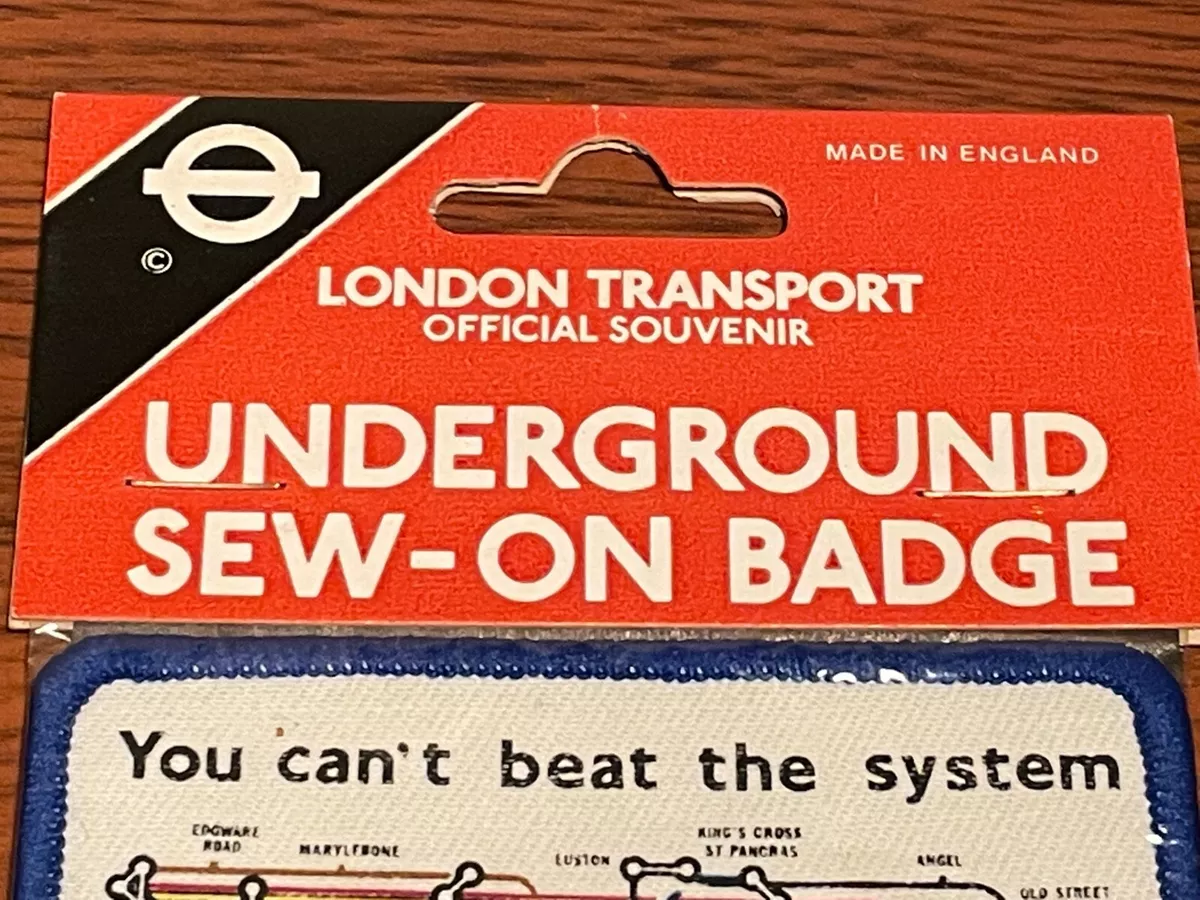 MADE IN ENGLAND
©
LONDON TRANSPORT
OFFICIAL SOUVENIR
UNDERGROUND
SEW-ON BADGE
You can't beat the system
EDGWARE
ROAD
MARYLEBONE
EUSTON
KING'S CROSS
ST PANCRAS
ANGEL
OLD STREET